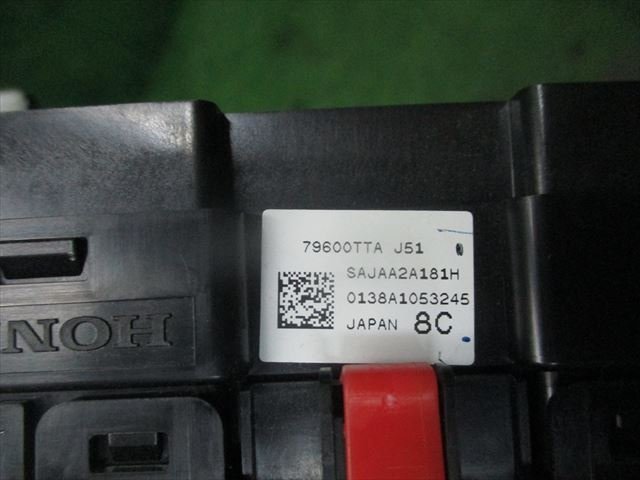 79600TTA J51
SAJAA2A181H
0138A1053245
JAPAN 8C
HON